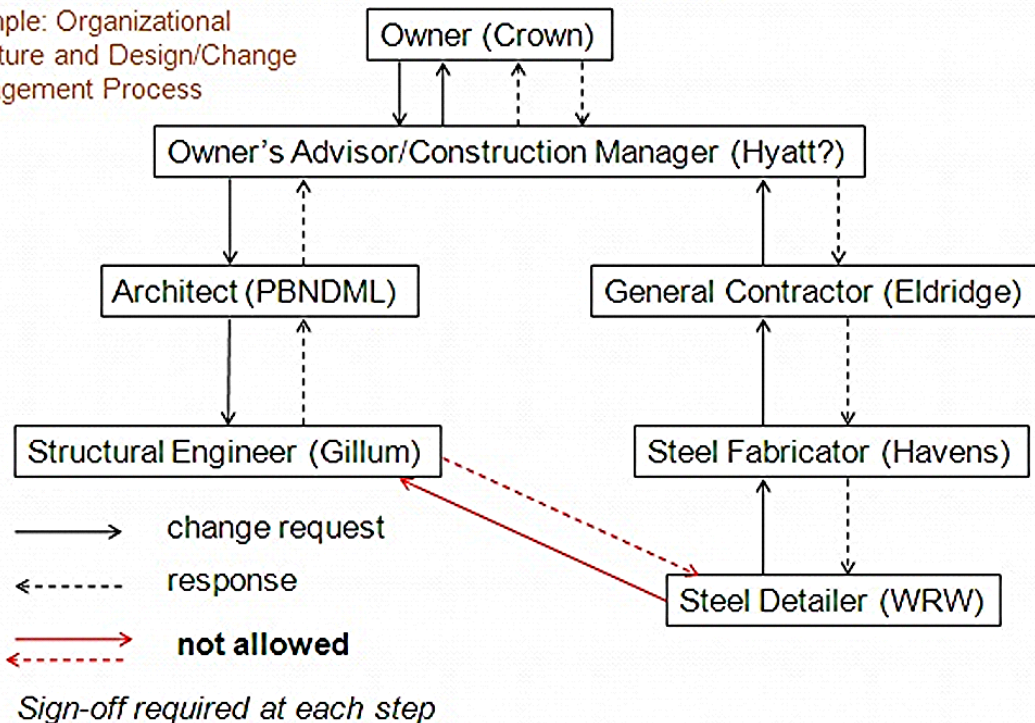 mple: Organizational
ture and Design/Change
gement Process
Owner (Crown)
Owner's Advisor/Construction Manager (Hyatt?)
Architect (PBNDML)
General Contractor (Eldridge)
Structural Engineer (Gillum)
Steel Fabricator (Havens)
change request
response
Steel Detailer (WRW)
not allowed
Sign-off required at each step